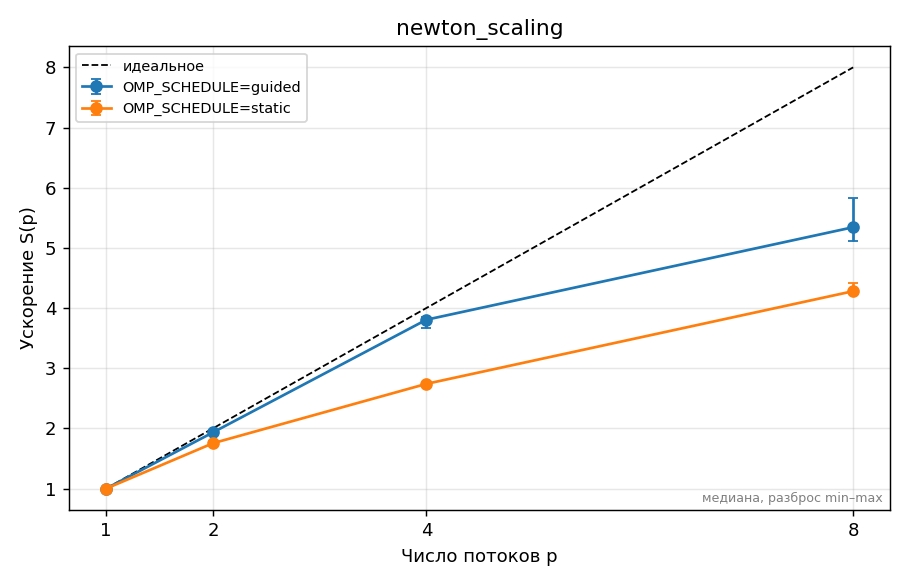 newton_scaling
идеальное
OMP_SCHEDULE=guided
OMP_SCHEDULE=static
8
7
6
5
4
3
2
1
Ускорение S(p)
медиана, разброс min–max
1 2 4 8
Число потоков p